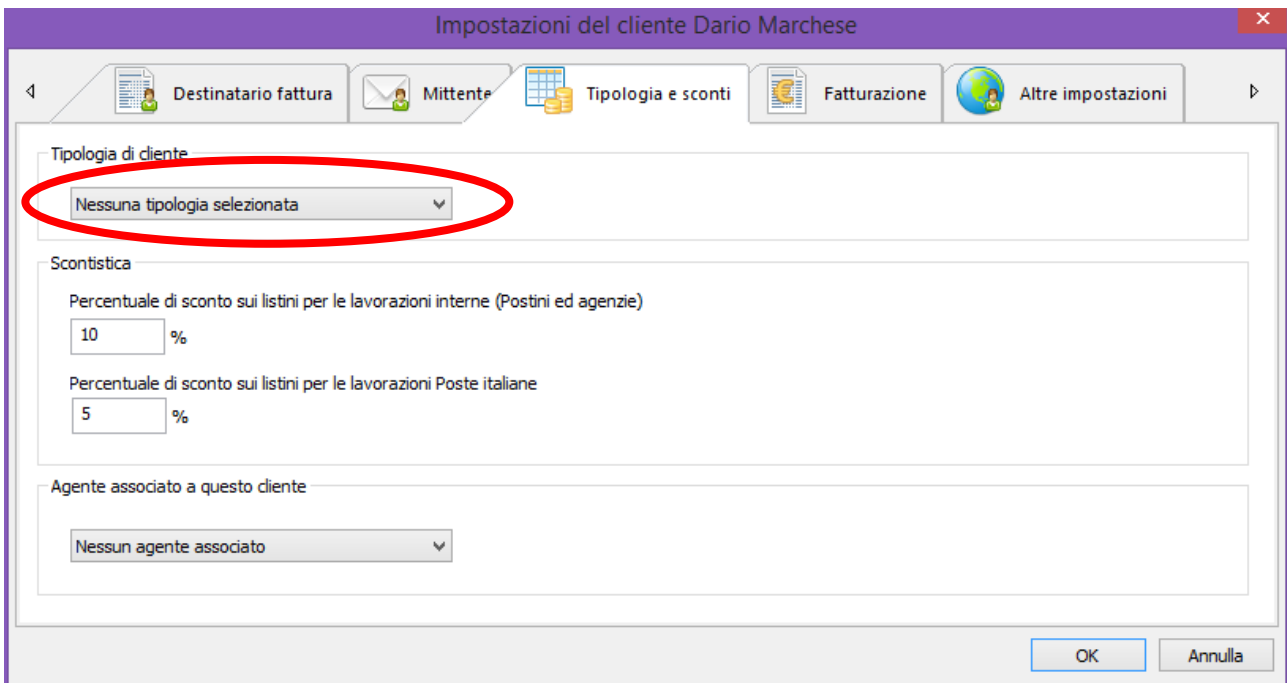 Impostazioni del cliente Dario Marchese
Destinatario fattura
Mittente
Tipologia e sconti
Fatturazione
Altre impostazioni
Tipologia di cliente
Nessuna tipologia selezionata
Scontistica
Percentuale di sconto sui listini per le lavorazioni interne (Postini ed agenzie)
10 %
Percentuale di sconto sui listini per le lavorazioni Poste italiane
5 %
Agente associato a questo cliente
Nessun agente associato
OK
Annulla